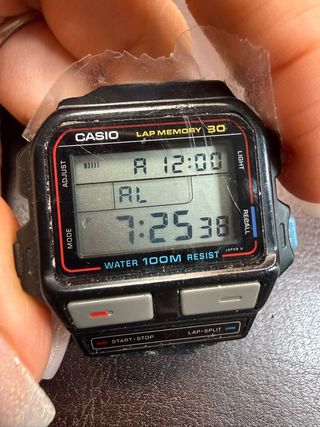 CASIO LAP MEMORY 30
ADJUST
LIGHT
A 12:00
AL
P 7:25 38
MODE
RECALL
JAPAN N
WATER 100M RESIST
START·STOP LAP·SPLIT